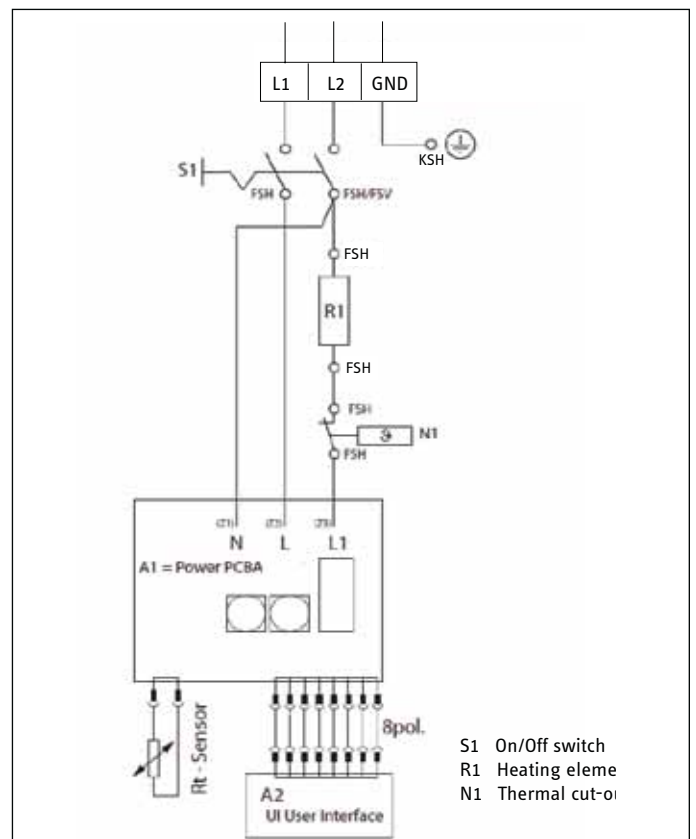 L1 L2 GND
KSH
S1
FSH FSH/FSV
FSH
R1
FSH
FSH
N1
FSH
N L L1
A1 = Power PCBA
Rt - Sensor
8pol.
A2
UI User Interface
S1 On/Off switch
R1 Heating eleme
N1 Thermal cut-o